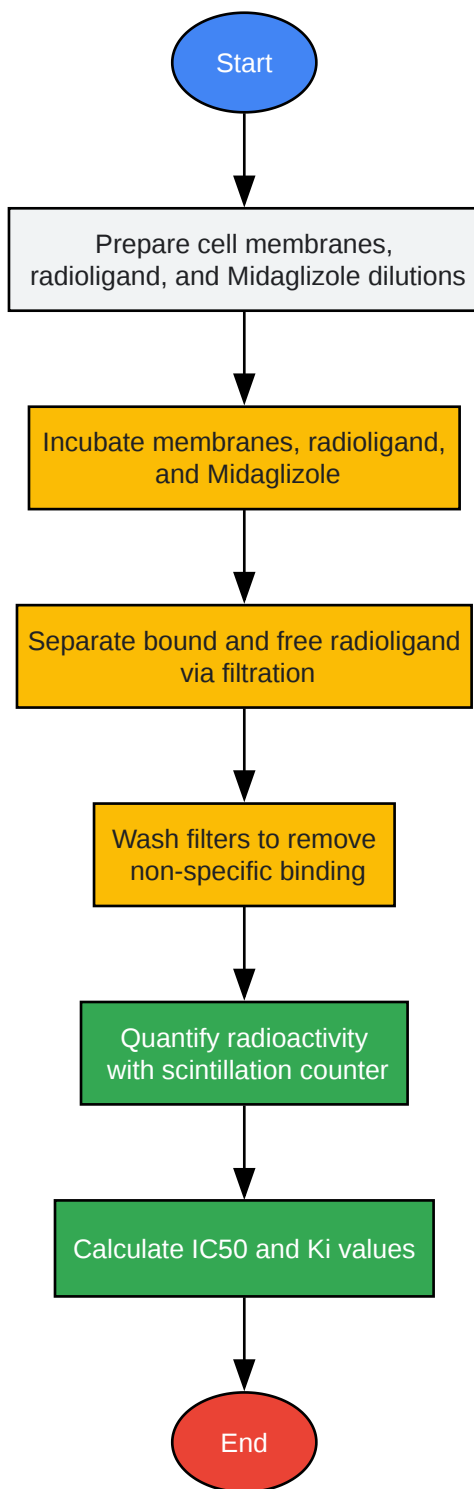 Start
Prepare cell membranes,
radioligand, and Midaglizole dilutions
Incubate membranes, radioligand,
and Midaglizole
Separate bound and free radioligand
via filtration
Wash filters to remove
non-specific binding
Quantify radioactivity
with scintillation counter
Calculate IC50 and Ki values
End